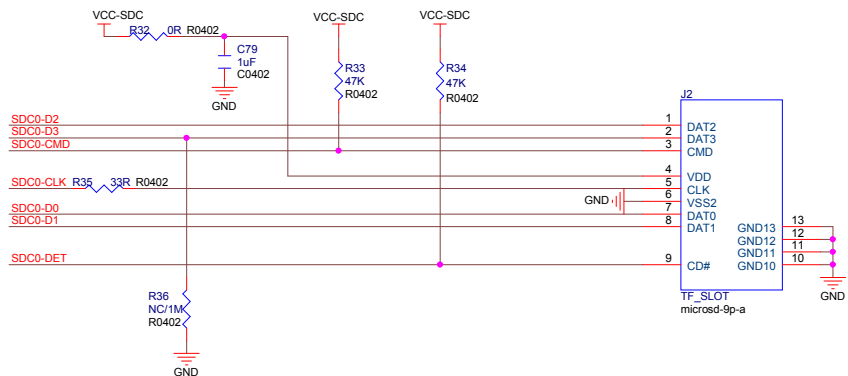 VCC-SDC
VCC-SDC
VCC-SDC
R32 0R R0402
C79
1uF
C0402
GND
R33
47K
R0402
R34
47K
R0402
J2
SDC0-D2 1 DAT2
SDC0-D3 2 DAT3
SDC0-CMD 3 CMD
4 VDD
SDC0-CLK R35 33R R0402 5 CLK
GND 6 VSS2
SDC0-D0 7 DAT0
SDC0-D1 8 DAT1
GND13 13
GND12 12
GND11 11
SDC0-DET 9 CD# GND10 10
R36
NC/1M
R0402
GND
TF_SLOT
microsd-9p-a
GND